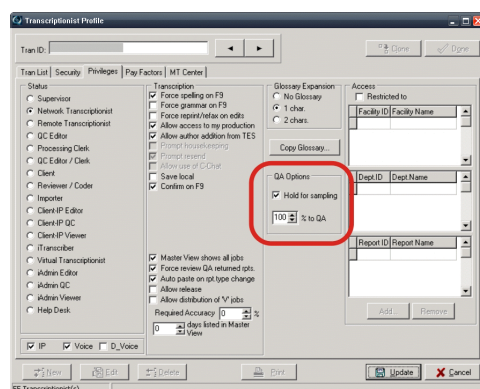 Transcriptionist Profile
Tran ID:
Clone
Done
Tran List Security Privileges Pay Factors MT Center
Status
Supervisor
Network Transcriptionist
Remote Transcriptionist
QC Editor
Processing Clerk
QC Editor / Clerk
Client
Reviewer / Coder
Importer
Client-IP Editor
Client-IP QC
Client-IP Viewer
iTranscriber
Virtual Transcriptionist
iAdmin Editor
iAdmin QC
iAdmin Viewer
Help Desk
IP Voice D_Voice
Transcription
Force spelling on F9
Force grammar on F9
Force reprint/relax on edits
Allow access to my production
Allow author addition from TES
Prompt housekeeping
Prompt resend
Allow use of C-Chat
Save local
Confirm on F9
Master View shows all jobs
Force review QA returned rpts.
Auto paste on rpt.type change
Allow release
Allow distribution of 'V' jobs
Required Accuracy 0 %
0 days listed in Master View
Glossary Expansion
No Glossary
1 char.
2 chars.
Copy Glossary...
QA Options
Hold for sampling
100 % to QA
Access
Restricted to
Facility ID Facility Name
Dept.ID Dept.Name
Report ID Report Name
Add... Remove
New Edit Delete Print Update Cancel
55 Transcriptionist(s)